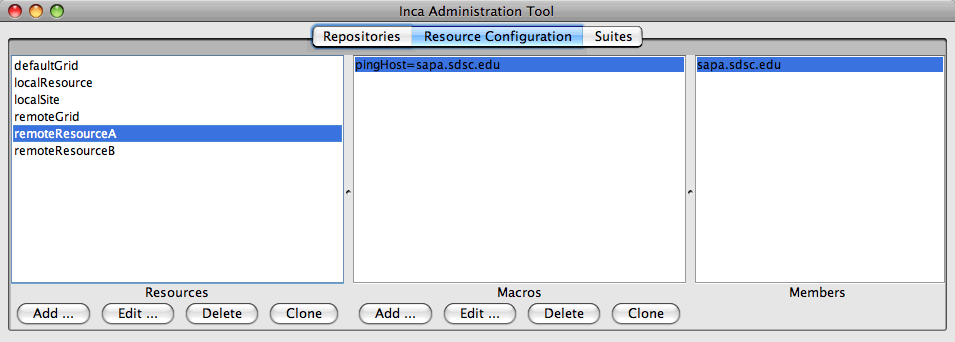 Inca Administration Tool
Repositories Resource Configuration Suites
defaultGrid
localResource
localSite
remoteGrid
remoteResourceA
remoteResourceB
pingHost=sapa.sdsc.edu
sapa.sdsc.edu
Resources Macros Members
Add ... Edit ... Delete Clone Add ... Edit ... Delete Clone